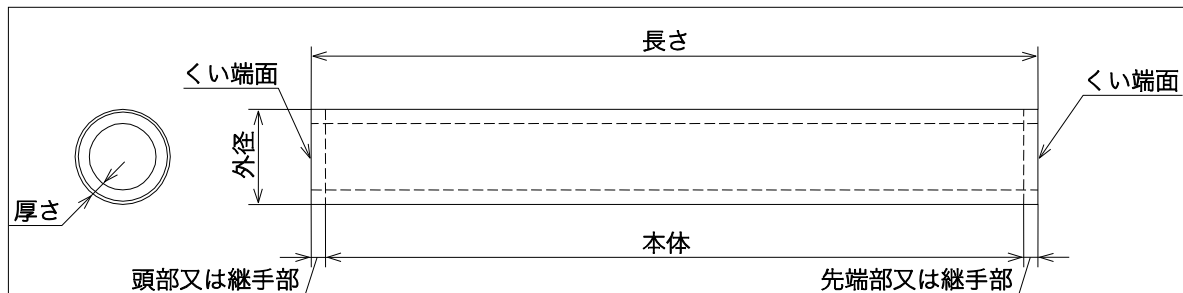 長さ
くい端面
くい端面
外径
厚さ
本体
頭部又は継手部
先端部又は継手部